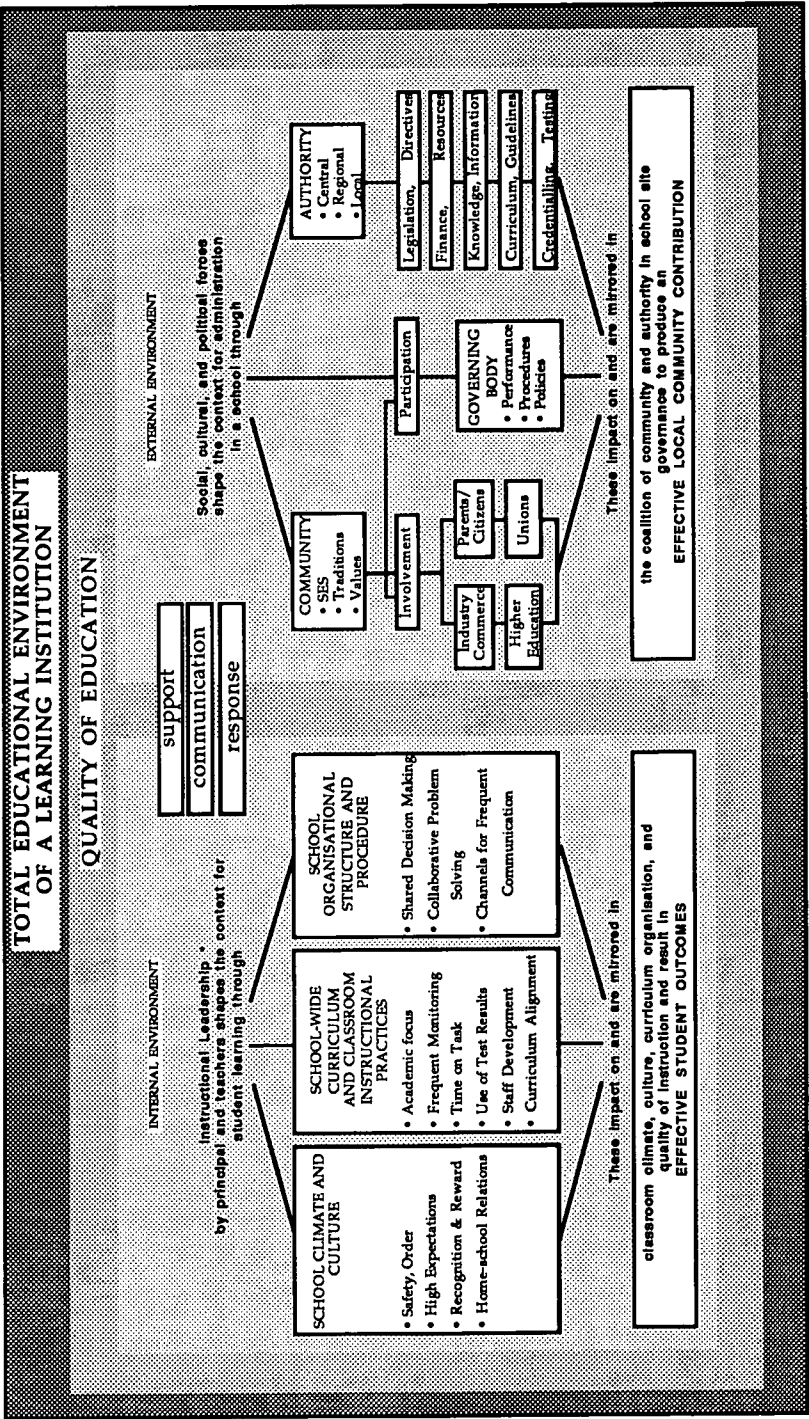 TOTAL EDUCATIONAL ENVIRONMENT
OF A LEARNING INSTITUTION
QUALITY OF EDUCATION
INTERNAL ENVIRONMENT
Instructional Leadership *
by principal and teachers shapes the context for
student learning through
SCHOOL CLIMATE AND
CULTURE
• Safety, Order
• High Expectations
• Recognition & Reward
• Home-school Relations
SCHOOL-WIDE
CURRICULUM
AND CLASSROOM
INSTRUCTIONAL
PRACTICES
• Academic focus
• Frequent Monitoring
• Time on Task
• Use of Test Results
• Staff Development
• Curriculum Alignment
SCHOOL
ORGANISATIONAL
STRUCTURE AND
PROCEDURE
• Shared Decision Making
• Collaborative Problem
Solving
• Channels for Frequent
Communication
These impact on and are mirrored in
classroom climate, culture, curriculum organisation, and
quality of instruction and result in
EFFECTIVE STUDENT OUTCOMES
support
communication
response
EXTERNAL ENVIRONMENT
Social, cultural, and political forces
shape the context for administration
in a school through
COMMUNITY
• SES
• Traditions
• Values
Involvement
Industry
Commerce
Parents/
Citizens
Higher
Education
Unions
Participation
GOVERNING
BODY
• Performance
• Procedures
• Policies
AUTHORITY
• Central
• Regional
• Local
Legislation, Directives
Finance, Resources
Knowledge, Information
Curriculum, Guidelines
Credentialling, Testing
These impact on and are mirrored in
the coalition of community and authority in school site
governance to produce an
EFFECTIVE LOCAL COMMUNITY CONTRIBUTION